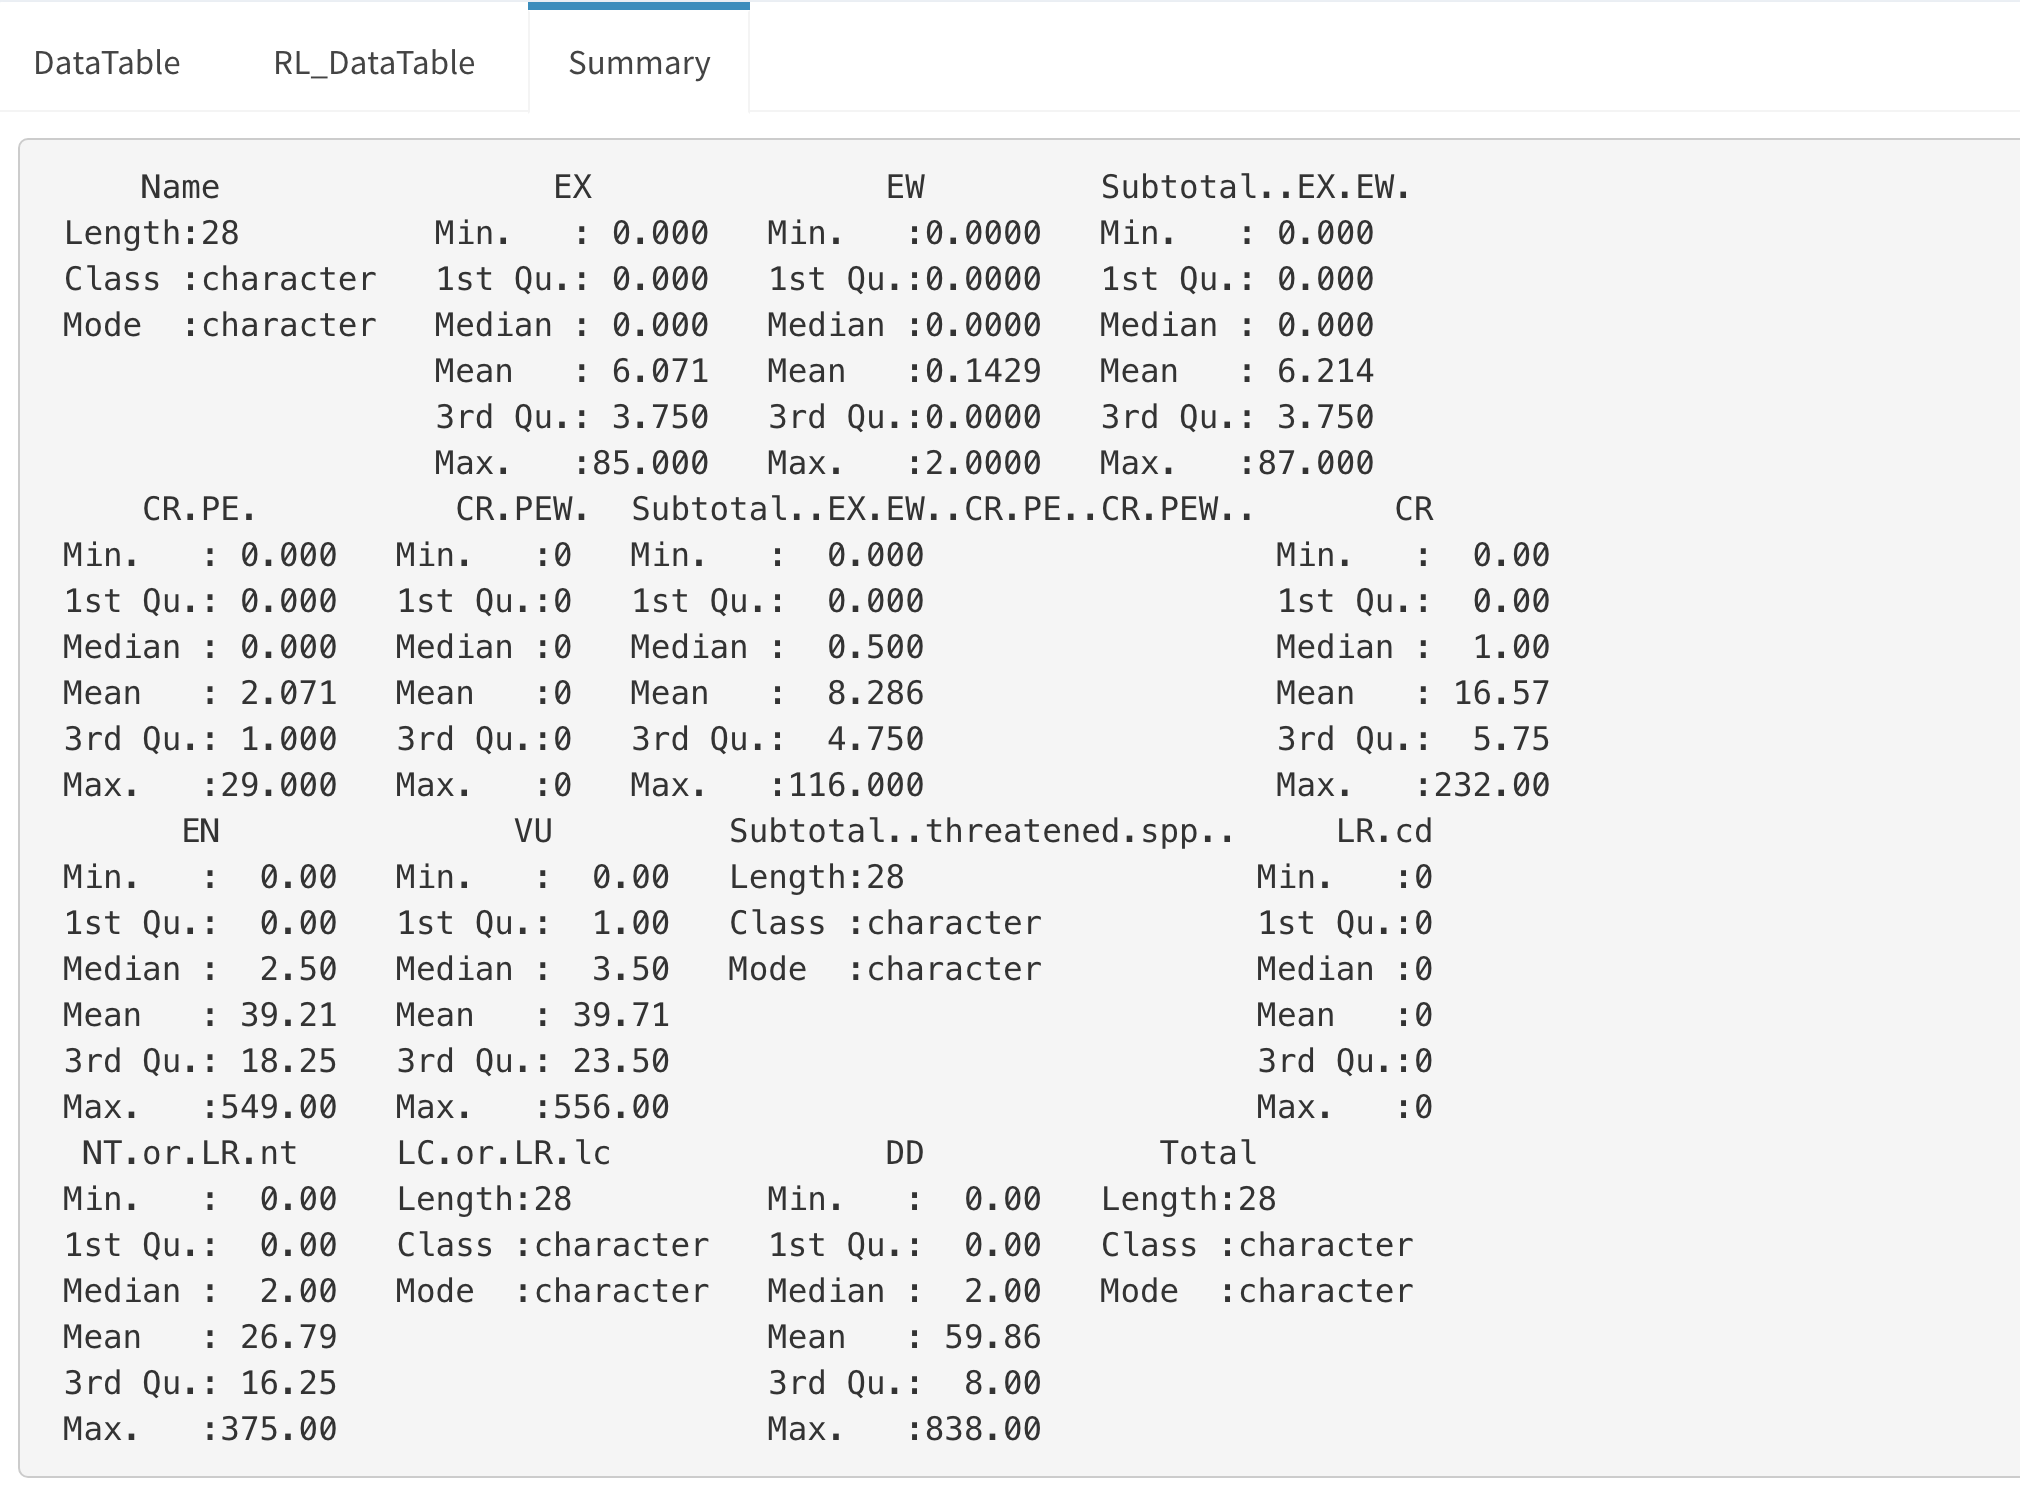 DataTable RL_DataTable Summary
Name EX EW Subtotal..EX.EW.
Length:28 Min. : 0.000 Min. :0.0000 Min. : 0.000
Class :character 1st Qu.: 0.000 1st Qu.:0.0000 1st Qu.: 0.000
Mode :character Median : 0.000 Median :0.0000 Median : 0.000
Mean : 6.071 Mean :0.1429 Mean : 6.214
3rd Qu.: 3.750 3rd Qu.:0.0000 3rd Qu.: 3.750
Max. :85.000 Max. :2.0000 Max. :87.000
CR.PE. CR.PEW. Subtotal..EX.EW..CR.PE..CR.PEW.. CR
Min. : 0.000 Min. :0 Min. : 0.000 Min. : 0.00
1st Qu.: 0.000 1st Qu.:0 1st Qu.: 0.000 1st Qu.: 0.00
Median : 0.000 Median :0 Median : 0.500 Median : 1.00
Mean : 2.071 Mean :0 Mean : 8.286 Mean : 16.57
3rd Qu.: 1.000 3rd Qu.:0 3rd Qu.: 4.750 3rd Qu.: 5.75
Max. :29.000 Max. :0 Max. :116.000 Max. :232.00
EN VU Subtotal..threatened.spp.. LR.cd
Min. : 0.00 Min. : 0.00 Length:28 Min. :0
1st Qu.: 0.00 1st Qu.: 1.00 Class :character 1st Qu.:0
Median : 2.50 Median : 3.50 Mode :character Median :0
Mean : 39.21 Mean : 39.71 Mean :0
3rd Qu.: 18.25 3rd Qu.: 23.50 3rd Qu.:0
Max. :549.00 Max. :556.00 Max. :0
NT.or.LR.nt LC.or.LR.lc DD Total
Min. : 0.00 Length:28 Min. : 0.00 Length:28
1st Qu.: 0.00 Class :character 1st Qu.: 0.00 Class :character
Median : 2.00 Mode :character Median : 2.00 Mode :character
Mean : 26.79 Mean : 59.86
3rd Qu.: 16.25 3rd Qu.: 8.00
Max. :375.00 Max. :838.00